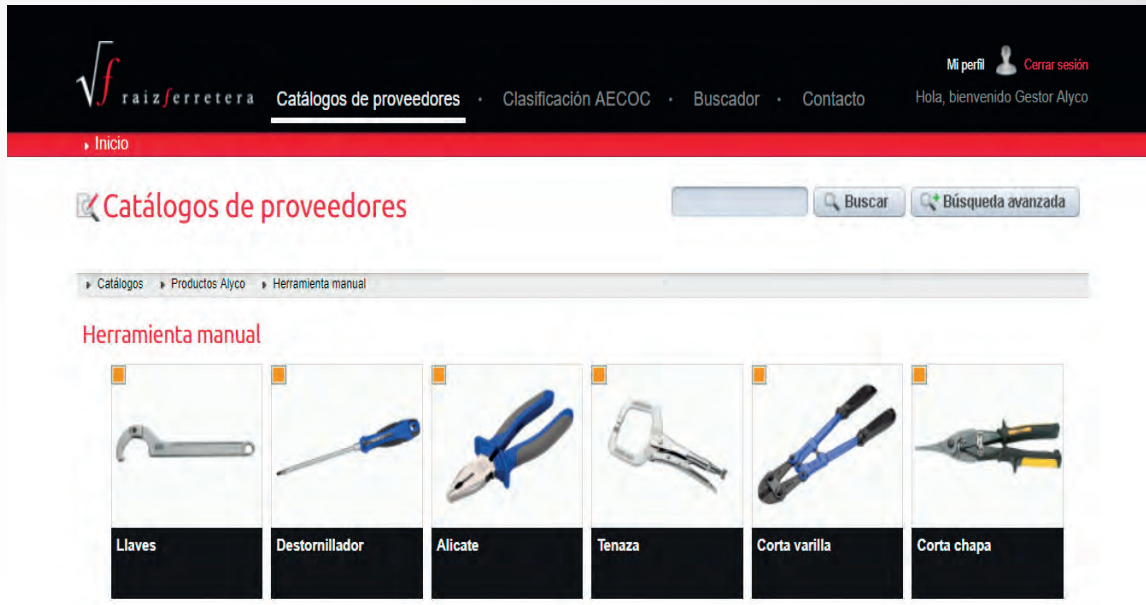 Mi perfil Cerrar sesión
√f raizferretera Catálogos de proveedores · Clasificación AECOC · Buscador · Contacto Hola, bienvenido Gestor Alyco
Inicio
Catálogos de proveedores Buscar Búsqueda avanzada
Catálogos Productos Alyco Herramienta manual
Herramienta manual
Llaves Destornillador Alicate Tenaza Corta varilla Corta chapa